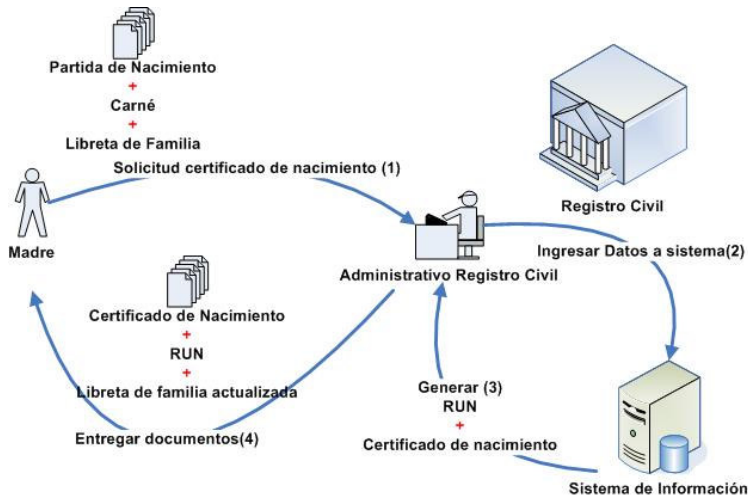 Partida de Nacimiento
+
Carné
+
Libreta de Familia
Solicitud certificado de nacimiento (1)
Madre
Registro Civil
Administrativo Registro Civil
Ingresar Datos a sistema(2)
Certificado de Nacimiento
+
RUN
+
Libreta de familia actualizada
Entregar documentos(4)
Generar (3)
RUN
+
Certificado de nacimiento
Sistema de Información